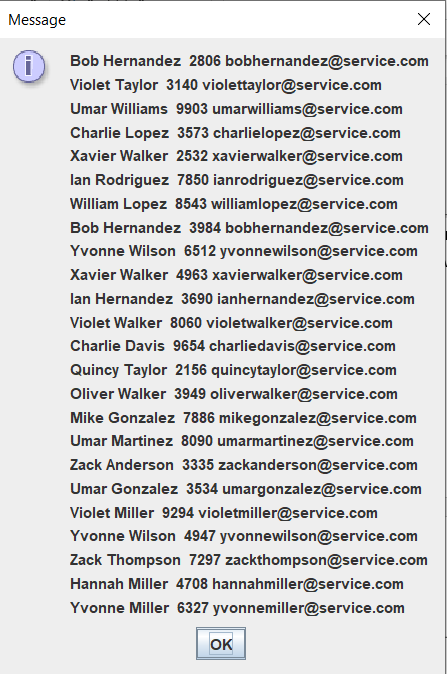 Message
Bob Hernandez 2806 bobhernandez@service.com
Violet Taylor 3140 violettaylor@service.com
Umar Williams 9903 umarwilliams@service.com
Charlie Lopez 3573 charlielopez@service.com
Xavier Walker 2532 xavierwalker@service.com
Ian Rodriguez 7850 ianrodriguez@service.com
William Lopez 8543 williamlopez@service.com
Bob Hernandez 3984 bobhernandez@service.com
Yvonne Wilson 6512 yvonnewilson@service.com
Xavier Walker 4963 xavierwalker@service.com
Ian Hernandez 3690 ianhernandez@service.com
Violet Walker 8060 violetwalker@service.com
Charlie Davis 9654 charliedavis@service.com
Quincy Taylor 2156 quincytaylor@service.com
Oliver Walker 3949 oliverwalker@service.com
Mike Gonzalez 7886 mikegonzalez@service.com
Umar Martinez 8090 umarmartinez@service.com
Zack Anderson 3335 zackanderson@service.com
Umar Gonzalez 3534 umargonzalez@service.com
Violet Miller 9294 violetmiller@service.com
Yvonne Wilson 4947 yvonnewilson@service.com
Zack Thompson 7297 zackthompson@service.com
Hannah Miller 4708 hannahmiller@service.com
Yvonne Miller 6327 yvonnemiller@service.com
OK